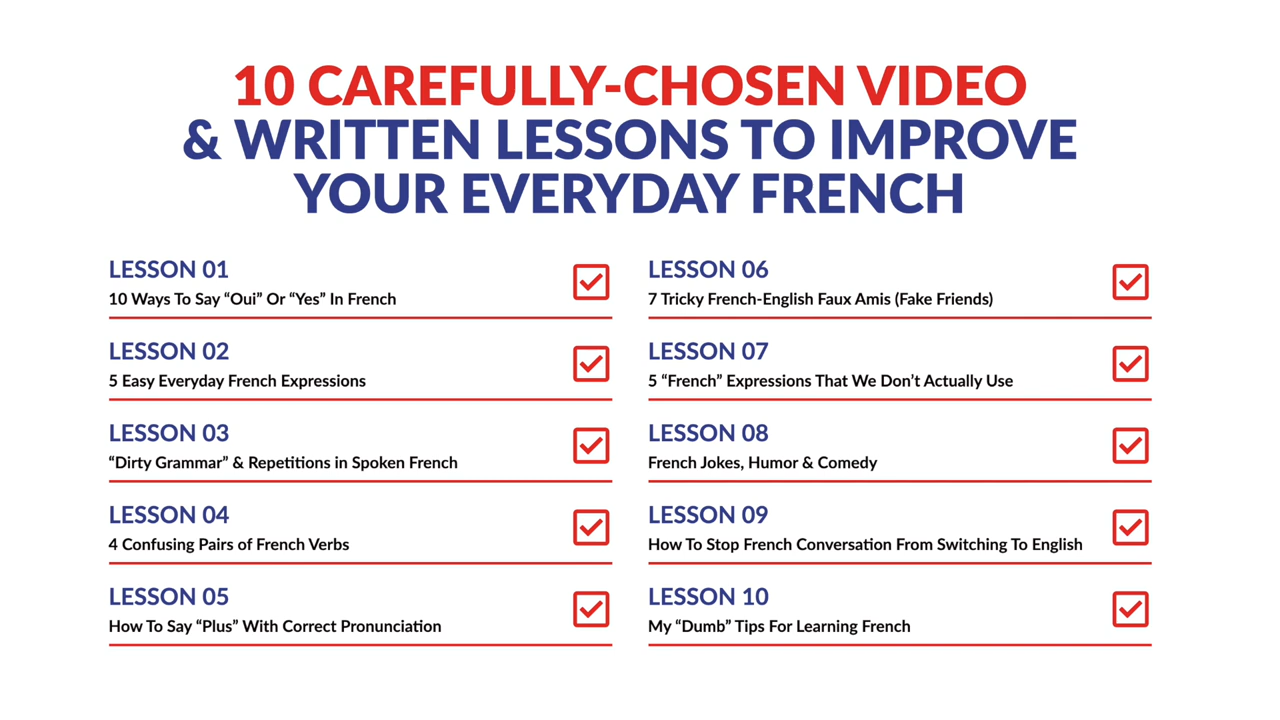 10 CAREFULLY-CHOSEN VIDEO
& WRITTEN LESSONS TO IMPROVE
YOUR EVERYDAY FRENCH
LESSON 01
10 Ways To Say “Oui” Or “Yes” In French
LESSON 02
5 Easy Everyday French Expressions
LESSON 03
“Dirty Grammar” & Repetitions in Spoken French
LESSON 04
4 Confusing Pairs of French Verbs
LESSON 05
How To Say “Plus” With Correct Pronunciation
LESSON 06
7 Tricky French-English Faux Amis (Fake Friends)
LESSON 07
5 “French” Expressions That We Don’t Actually Use
LESSON 08
French Jokes, Humor & Comedy
LESSON 09
How To Stop French Conversation From Switching To English
LESSON 10
My “Dumb” Tips For Learning French